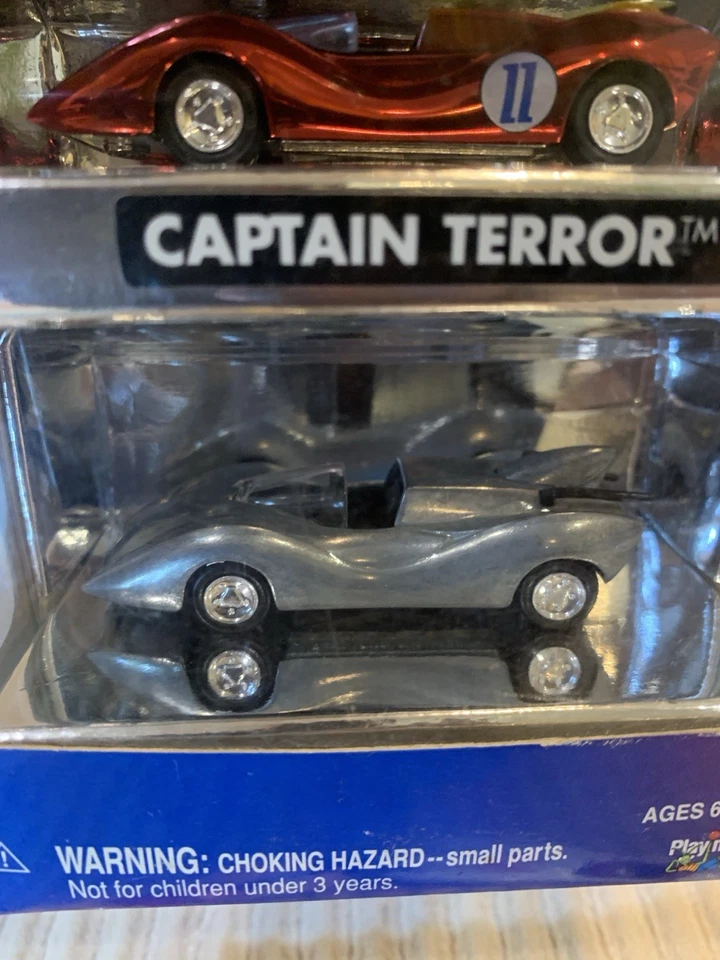 11
CAPTAIN TERROR™
AGES 6
WARNING: CHOKING HAZARD--small parts.
Not for children under 3 years.